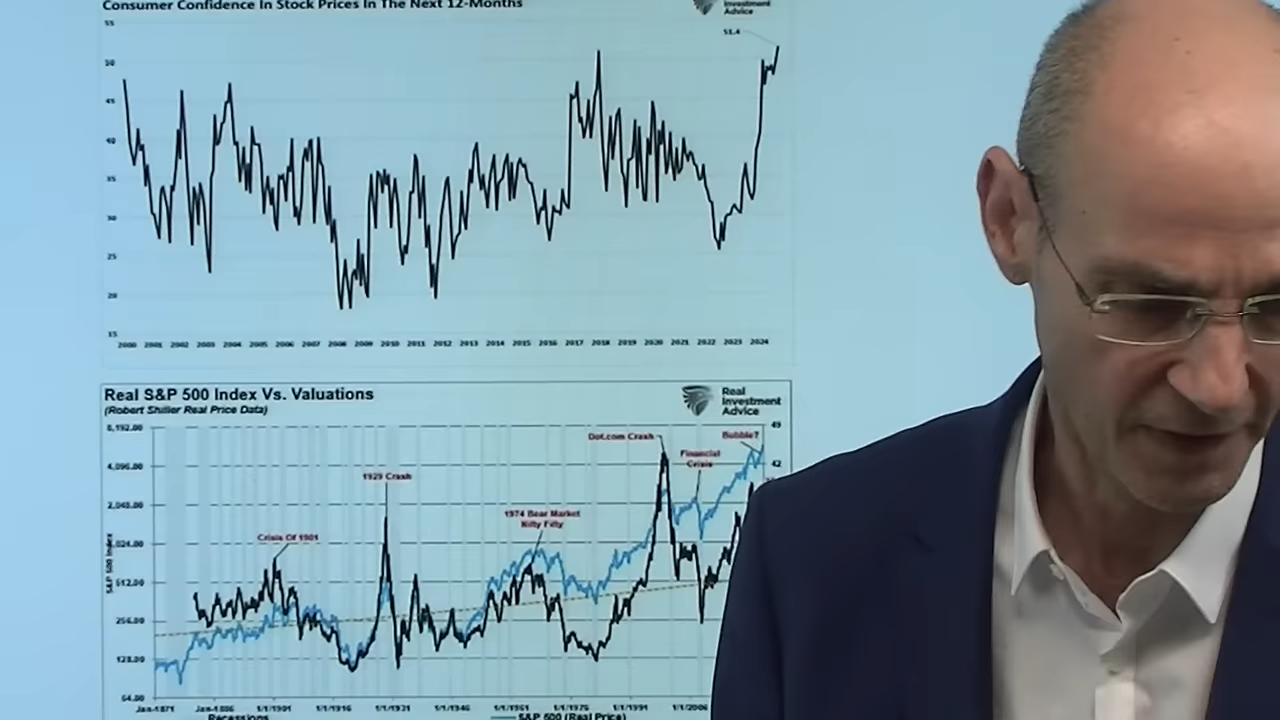 Consumer Confidence In Stock Prices In The Next 12-Months
Investment
Advice
51.4
55
50
45
40
35
30
25
20
15
2000 2001 2002 2003 2004 2005 2006 2007 2008 2009 2010 2011 2012 2013 2014 2015 2016 2017 2018 2019 2020 2021 2022 2023 2024
Real S&P 500 Index Vs. Valuations
(Robert Shiller Real Price Data)
Real
Investment
Advice
8,192.00
4,096.00
2,048.00
1,024.00
512.00
256.00
128.00
64.00
S&P 500 Index
49
42
Dot.com Crash
Bubble?
Financial
Crisis
1929 Crash
1974 Bear Market
Nifty Fifty
Crisis Of 1901
Jan-1871 Jan-1886 1/1/1901 1/1/1916 1/1/1931 1/1/1946 1/1/1961 1/1/1976 1/1/1991 1/1/2006
Recessions
S&P 500 (Real Price)